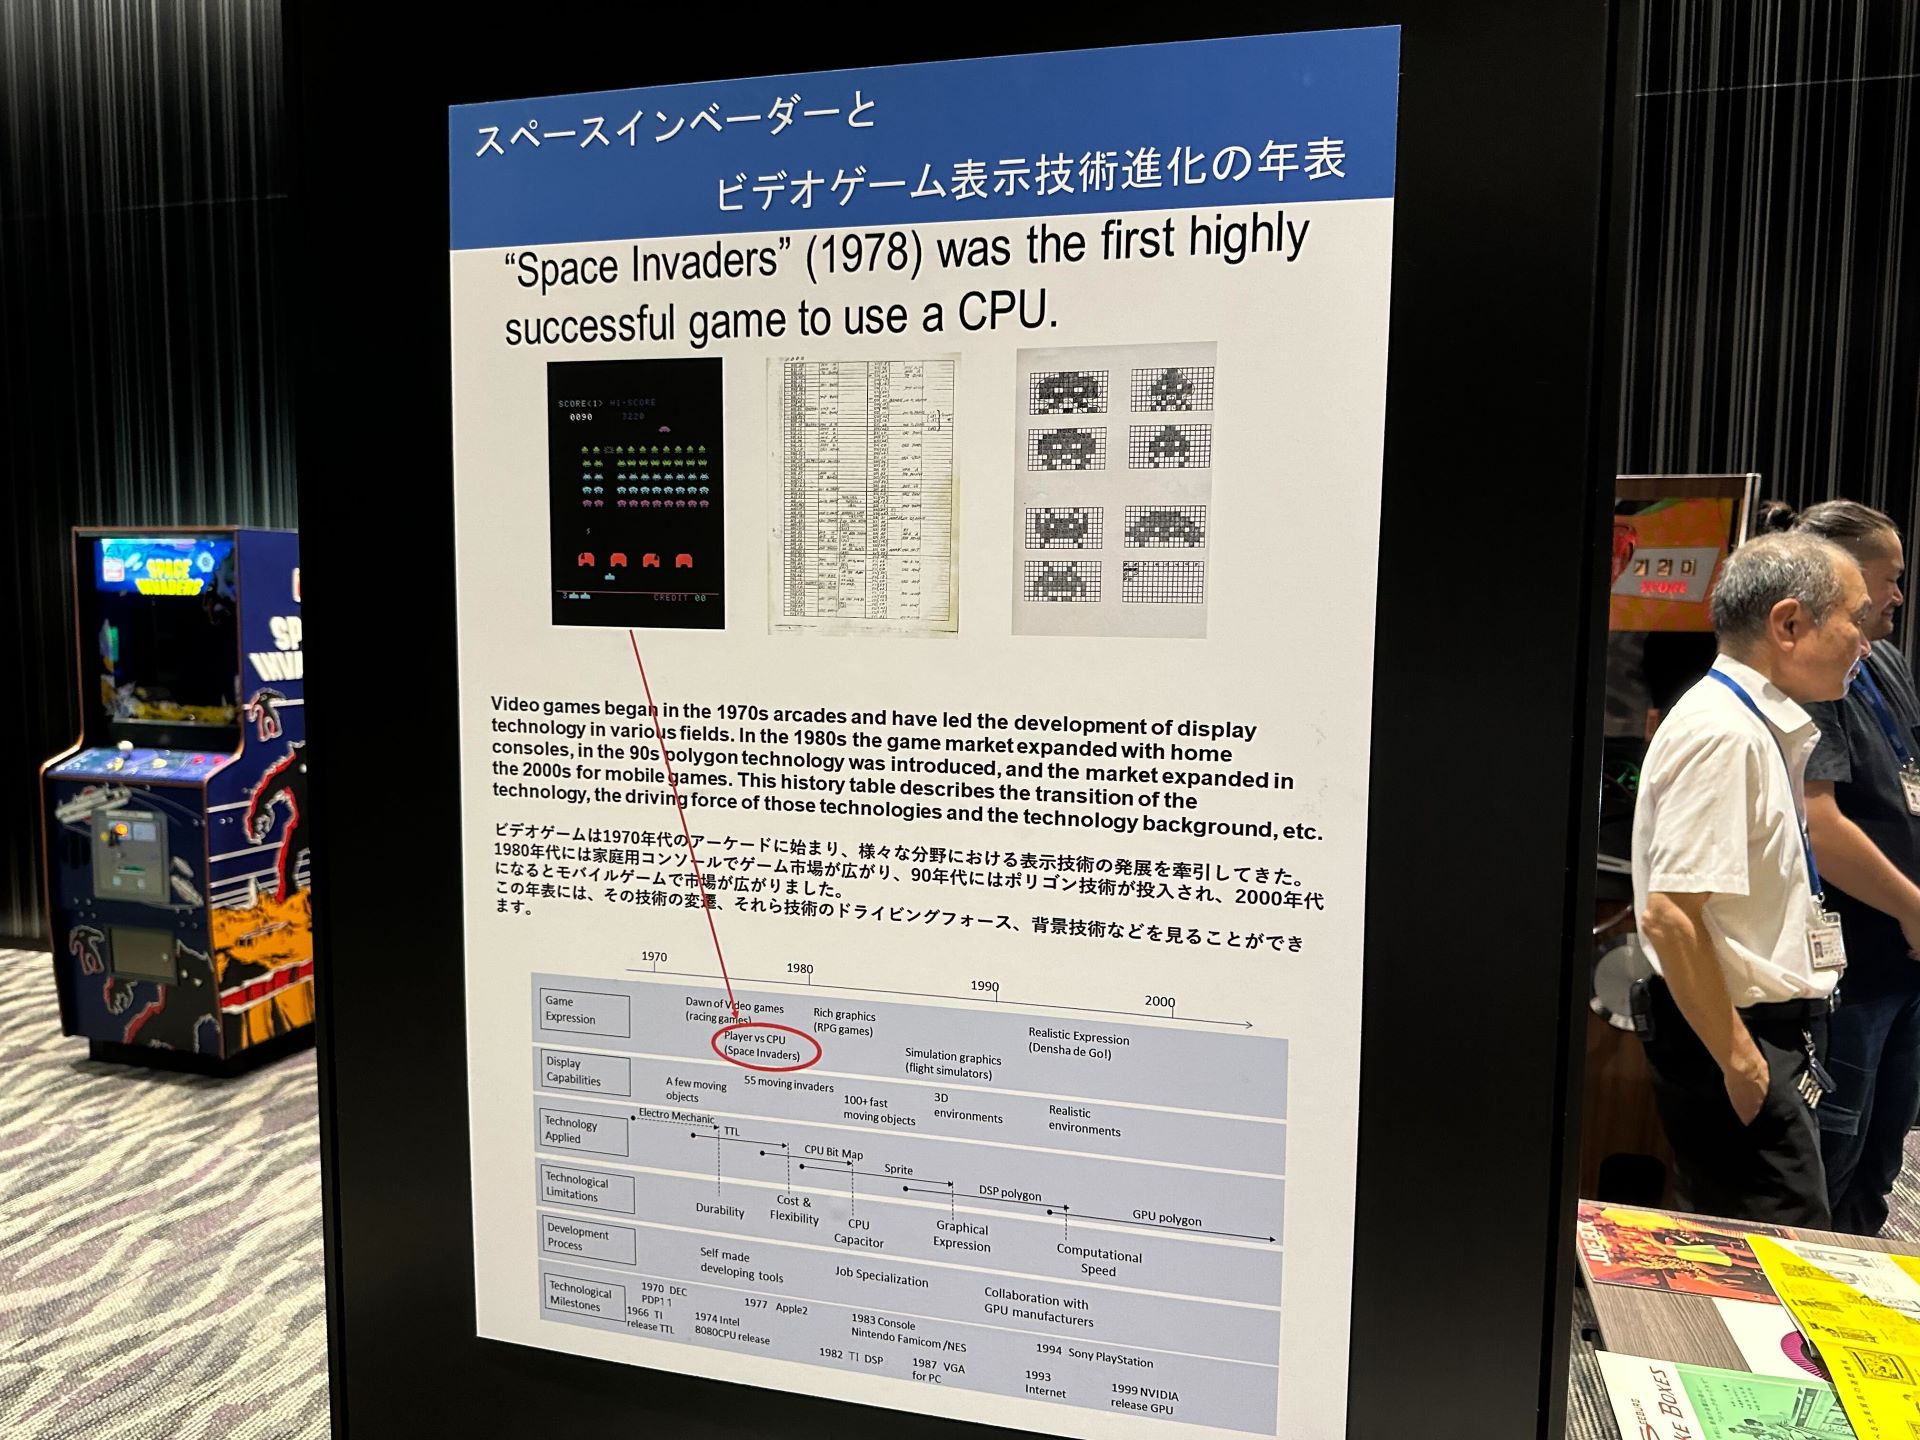 スペースインベーダーと
ビデオゲーム表示技術進化の年表
“Space Invaders” (1978) was the first highly
successful game to use a CPU.
SCORE(1) HI-SCORE
0090 3220
3
CREDIT 00
Video games began in the 1970s arcades and have led the development of display
technology in various fields. In the 1980s the game market expanded with home
consoles, in the 90s polygon technology was introduced, and the market expanded in
the 2000s for mobile games. This history table describes the transition of the
technology, the driving force of those technologies and the technology background, etc.
ビデオゲームは1970年代のアーケードに始まり、様々な分野における表示技術の発展を牽引してきた。
1980年代には家庭用コンソールでゲーム市場が広がり、90年代にはポリゴン技術が投入され、2000年代
になるとモバイルゲームで市場が広がりました。
この年表には、その技術の変遷、それら技術のドライビングフォース、背景技術などを見ることができ
ます。
1970
1980
1990
2000
Game
Expression
Dawn of Video games
(racing games)
Player vs CPU
(Space Invaders)
Rich graphics
(RPG games)
Simulation graphics
(flight simulators)
Realistic Expression
(Densha de Go!)
Display
Capabilities
A few moving
objects
55 moving invaders
100+ fast
moving objects
3D
environments
Realistic
environments
Technology
Applied
Electro Mechanic
TTL
CPU Bit Map
Sprite
DSP polygon
GPU polygon
Technological
Limitations
Durability
Cost &
Flexibility
CPU
Capacitor
Graphical
Expression
Computational
Speed
Development
Process
Self made
developing tools
Job Specialization
Collaboration with
GPU manufacturers
Technological
Milestones
1970 DEC
PDP11
1966 TI
release TTL
1974 Intel
8080CPU release
1977 Apple2
1983 Console
Nintendo Famicom/NES
1982 TI DSP
1987 VGA
for PC
1994 Sony PlayStation
1993
Internet
1999 NVIDIA
release GPU
SPACE
INVADERS
SP
INVA
SCORE
KE BOXES